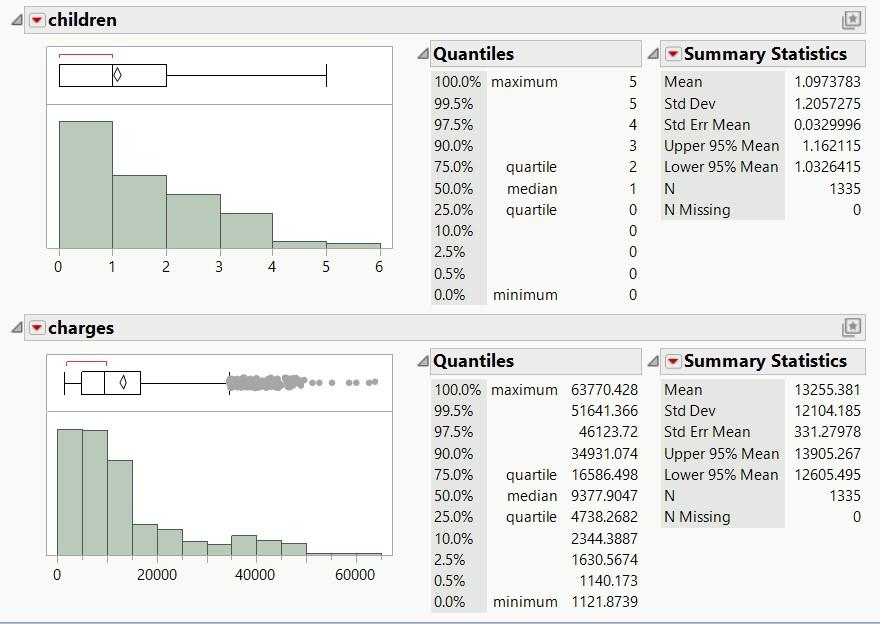 children
Quantiles
100.0% maximum 5
99.5% 5
97.5% 4
90.0% 3
75.0% quartile 2
50.0% median 1
25.0% quartile 0
10.0% 0
2.5% 0
0.5% 0
0.0% minimum 0
Summary Statistics
Mean 1.0973783
Std Dev 1.2057275
Std Err Mean 0.0329996
Upper 95% Mean 1.162115
Lower 95% Mean 1.0326415
N 1335
N Missing 0
0 1 2 3 4 5 6
charges
Quantiles
100.0% maximum 63770.428
99.5% 51641.366
97.5% 46123.72
90.0% 34931.074
75.0% quartile 16586.498
50.0% median 9377.9047
25.0% quartile 4738.2682
10.0% 2344.3887
2.5% 1630.5674
0.5% 1140.173
0.0% minimum 1121.8739
Summary Statistics
Mean 13255.381
Std Dev 12104.185
Std Err Mean 331.27978
Upper 95% Mean 13905.267
Lower 95% Mean 12605.495
N 1335
N Missing 0
0 20000 40000 60000